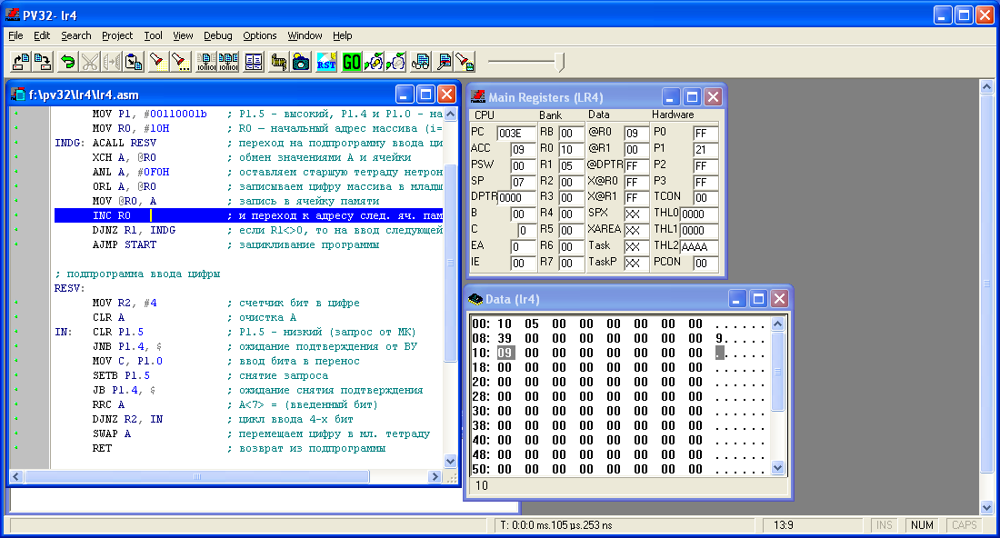 PV32- lr4
File Edit Search Project Tool View Debug Options Window Help
RST GO
f:\pv32\lr4\lr4.asm
MOV P1, #00110001b ; P1.5 - высокий, P1.4 и P1.0 - на
MOV R0, #10H ; R0 – начальный адрес массива (i=
INDG: ACALL RESV ; переход на подпрограмму ввода ци
XCH A, @R0 ; обмен значениями А и ячейки
ANL A, #0F0H ; оставляем старшую тетраду нетрон
ORL A, @R0 ; записываем цифру массива в младш
MOV @R0, A ; запись в ячейку памяти
INC R0 ; и переход к адресу след. яч. пам
DJNZ R1, INDG ; если R1<>0, то на ввод следующей
AJMP START ; зацикливание программы
; подпрограмма ввода цифры
RESV:
MOV R2, #4 ; счетчик бит в цифре
CLR A ; очистка А
IN: CLR P1.5 ; P1.5 - низкий (запрос от МК)
JNB P1.4, $ ; ожидание подтверждения от ВУ
MOV C, P1.0 ; ввод бита в перенос
SETB P1.5 ; снятие запроса
JB P1.4, $ ; ожидание снятия подтверждения
RRC A ; A<7> = (введенный бит)
DJNZ R2, IN ; цикл ввода 4-х бит
SWAP A ; перемещаем цифру в мл. тетраду
RET ; возврат из подпрограммы
Main Registers (LR4)
CPU Bank Data Hardware
PC 003E RB 00 @R0 09 P0 FF
ACC 09 R0 10 @R1 00 P1 21
PSW 00 R1 05 @DPTR FF P2 FF
SP 07 R2 00 X@R0 FF P3 FF
DPTR 0000 R3 00 X@R1 FF TCON 00
B 00 R4 00 SPX XX THL0 0000
C 0 R5 00 XAREA XX THL1 0000
EA 0 R6 00 Task XX THL2 AAAA
IE 00 R7 00 TaskP XX PCON 00
Data (lr4)
00: 10 05 00 00 00 00 00 00 ......
08: 39 00 00 00 00 00 00 00 9.....
10: 09 00 00 00 00 00 00 00 ......
18: 00 00 00 00 00 00 00 00 ......
20: 00 00 00 00 00 00 00 00 ......
28: 00 00 00 00 00 00 00 00 ......
30: 00 00 00 00 00 00 00 00 ......
38: 00 00 00 00 00 00 00 00 ......
40: 00 00 00 00 00 00 00 00 ......
48: 00 00 00 00 00 00 00 00 ......
50: 00 00 00 00 00 00 00 00 ......
10
T: 0:0:0 ms.105 µs.253 ns 13:9 INS NUM CAPS